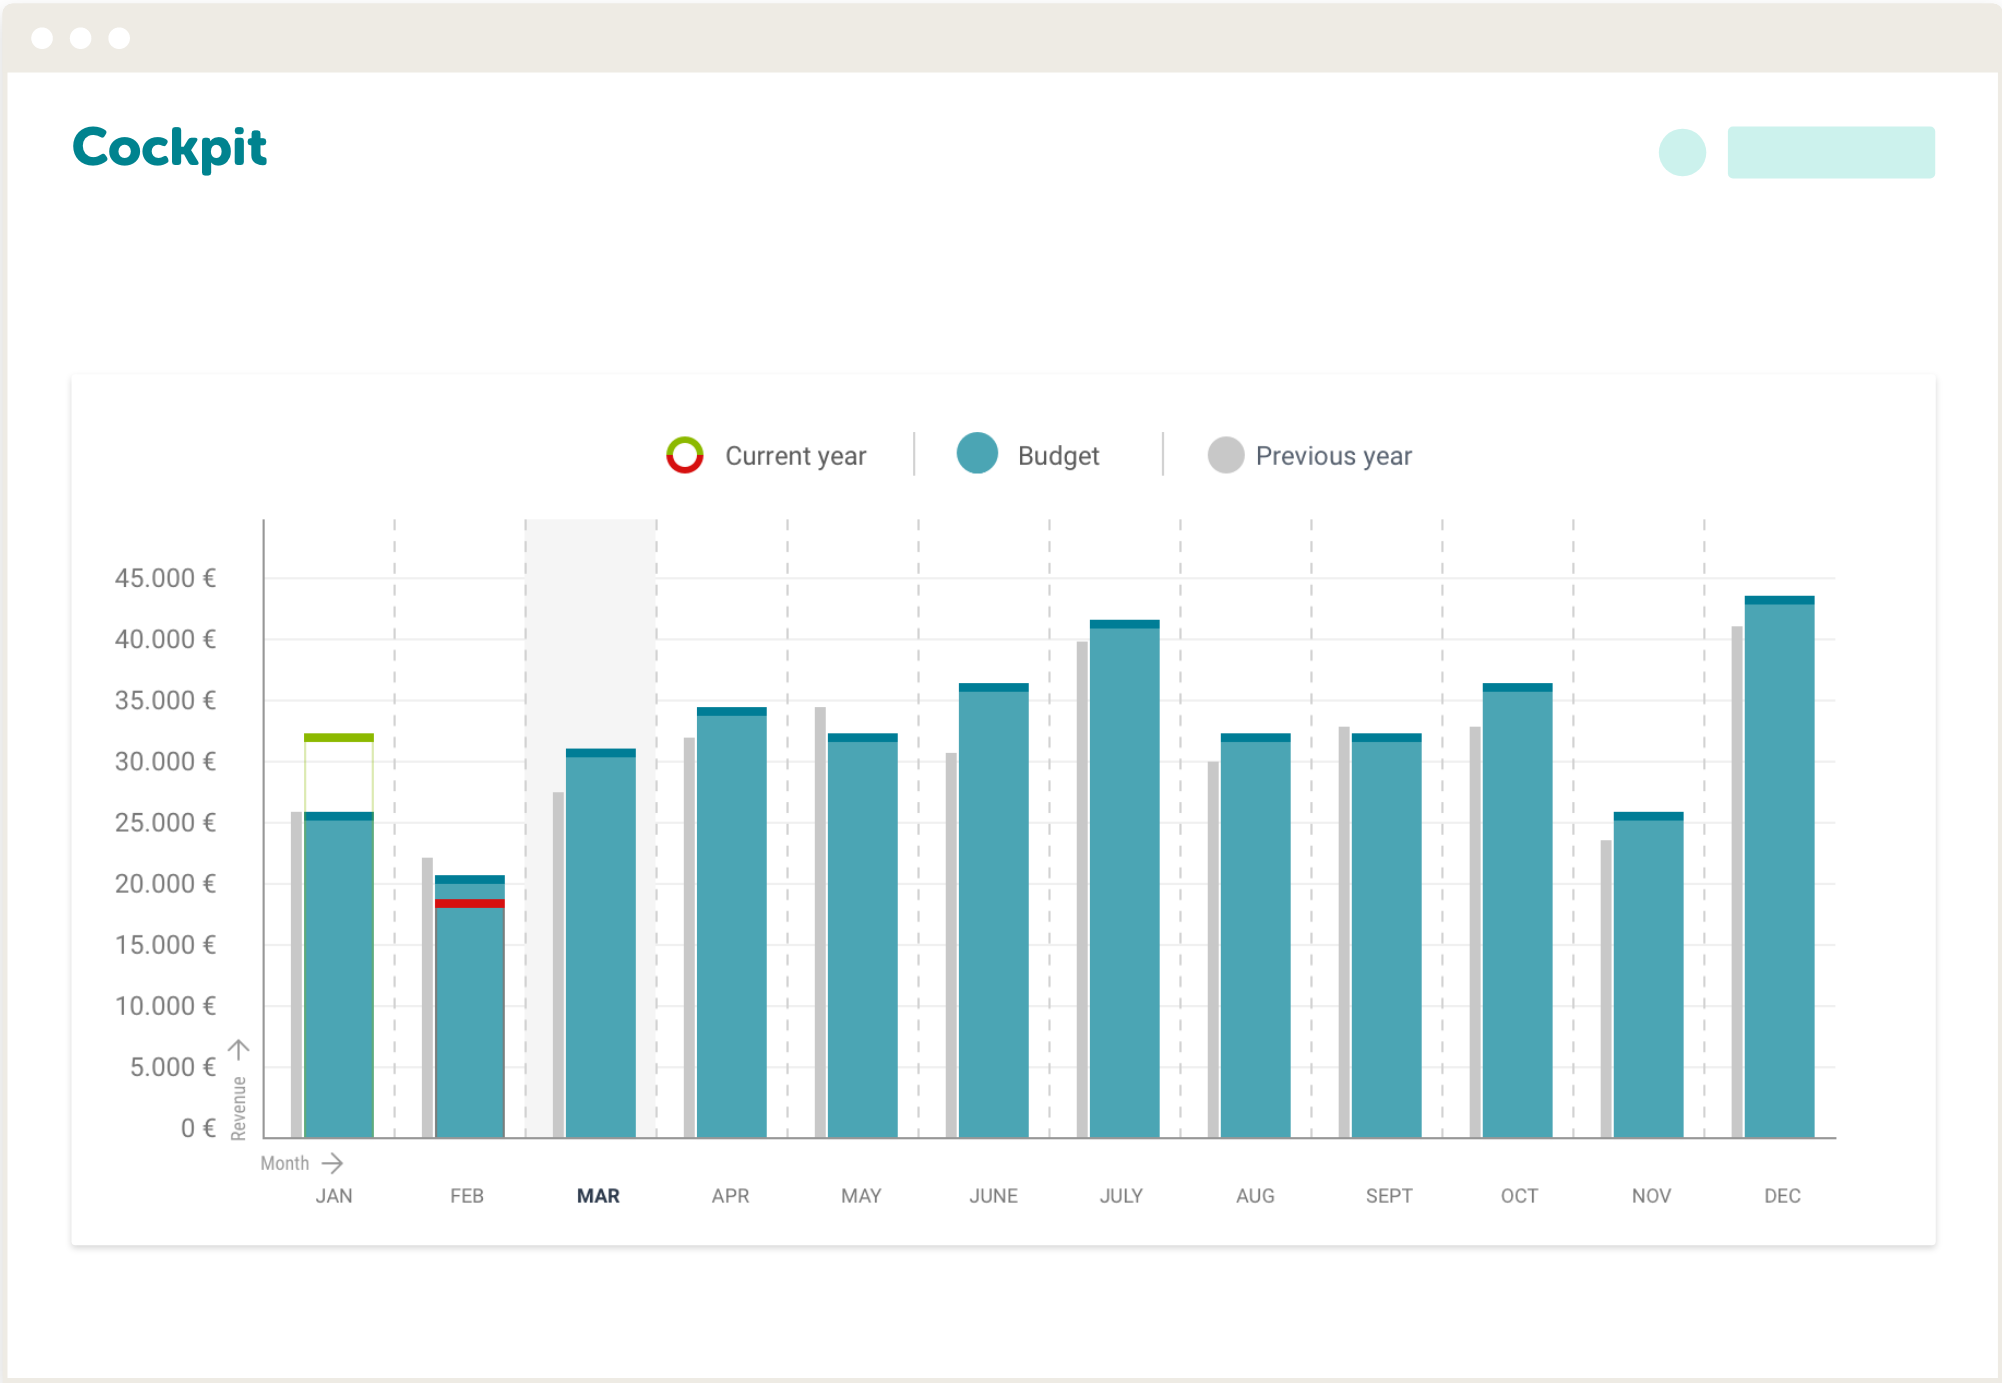 Cockpit
Current year
Budget
Previous year
45.000 €
40.000 €
35.000 €
30.000 €
25.000 €
20.000 €
15.000 €
10.000 €
5.000 €
0 €
Revenue
Month
JAN FEB MAR APR MAY JUNE JULY AUG SEPT OCT NOV DEC